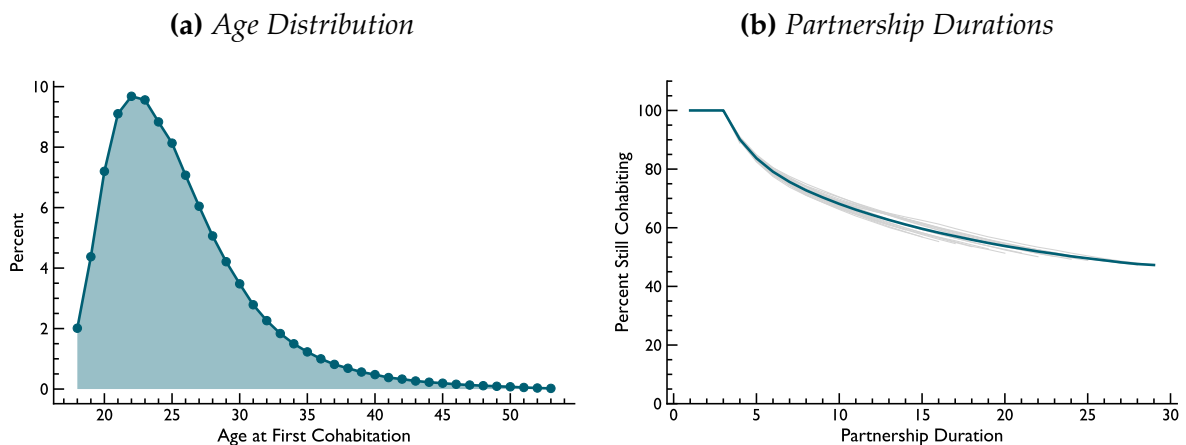 (a) Age Distribution
10
8
6
4
2
0
Percent
20 25 30 35 40 45 50
Age at First Cohabitation
(b) Partnership Durations
100
80
60
40
20
0
Percent Still Cohabiting
0 5 10 15 20 25 30
Partnership Duration